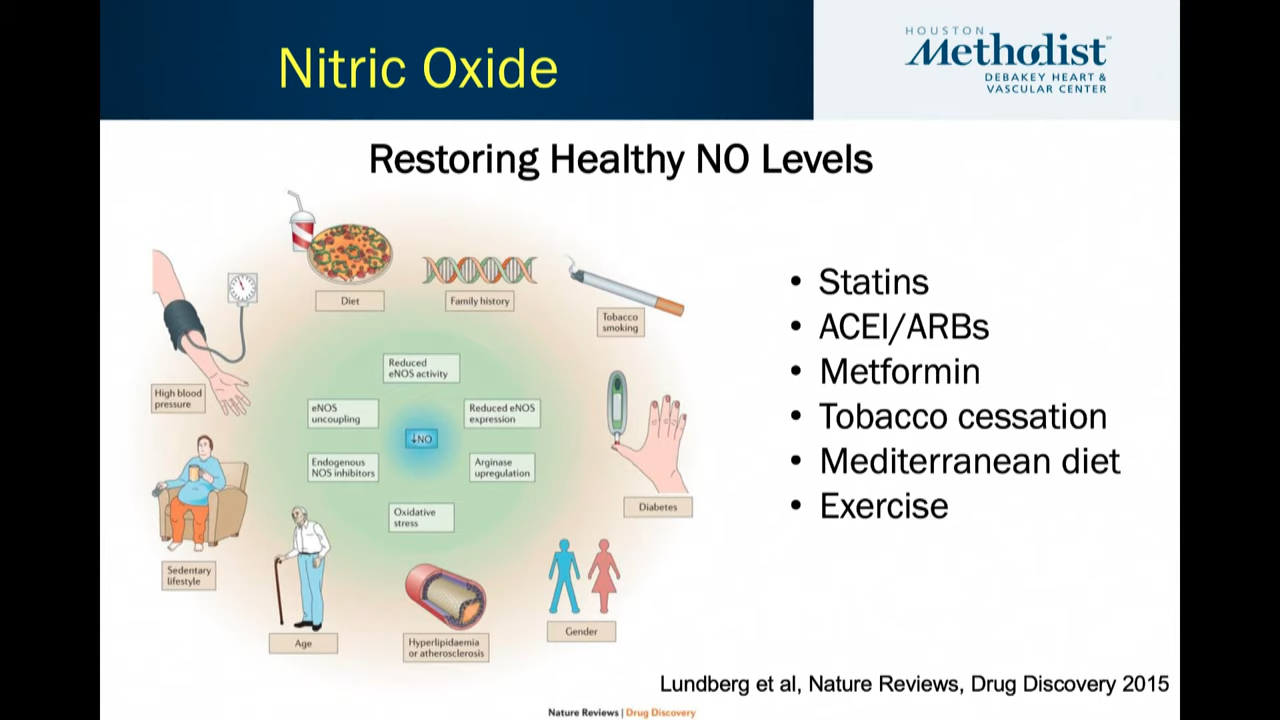 Nitric Oxide
HOUSTON
Methodist
DEBAKEY HEART &
VASCULAR CENTER
Restoring Healthy NO Levels
Diet
Family history
Tobacco
smoking
High blood
pressure
Reduced
eNOS activity
eNOS
uncoupling
Reduced eNOS
expression
↓NO
Endogenous
NOS inhibitors
Arginase
upregulation
Oxidative
stress
Diabetes
Sedentary
lifestyle
Age
Hyperlipidaemia
or atherosclerosis
Gender
• Statins
• ACEI/ARBs
• Metformin
• Tobacco cessation
• Mediterranean diet
• Exercise
Lundberg et al, Nature Reviews, Drug Discovery 2015
Nature Reviews | Drug Discovery